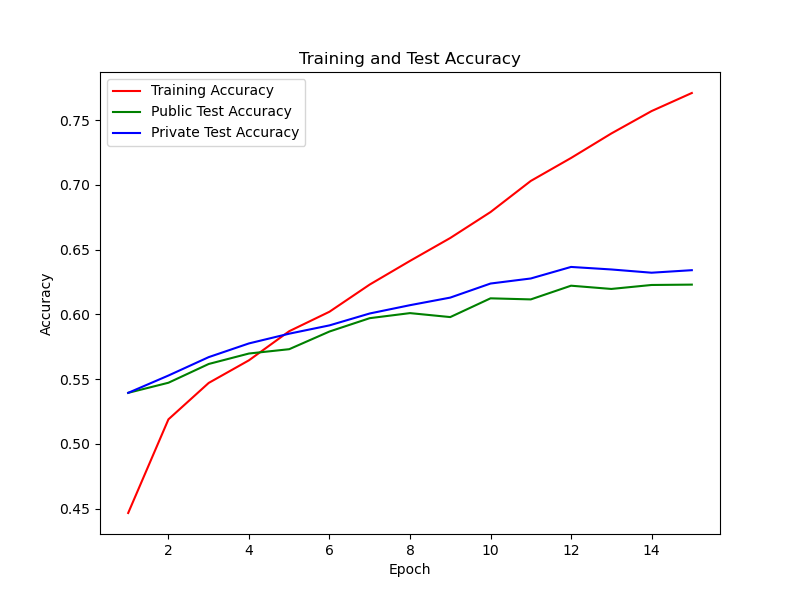 Training and Test Accuracy
Training Accuracy
Public Test Accuracy
Private Test Accuracy
0.75
0.70
0.65
0.60
0.55
0.50
0.45
Accuracy
2 4 6 8 10 12 14
Epoch